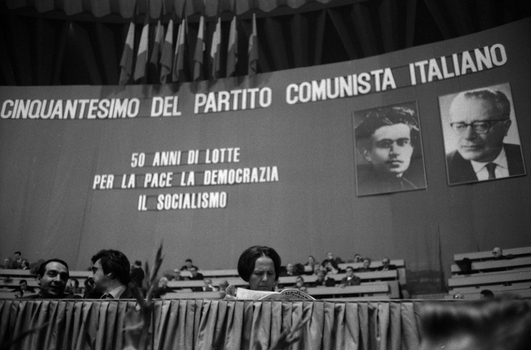 CINQUANTESIMO DEL PARTITO COMUNISTA ITALIANO
50 ANNI DI LOTTE
PER LA PACE LA DEMOCRAZIA
IL SOCIALISMO